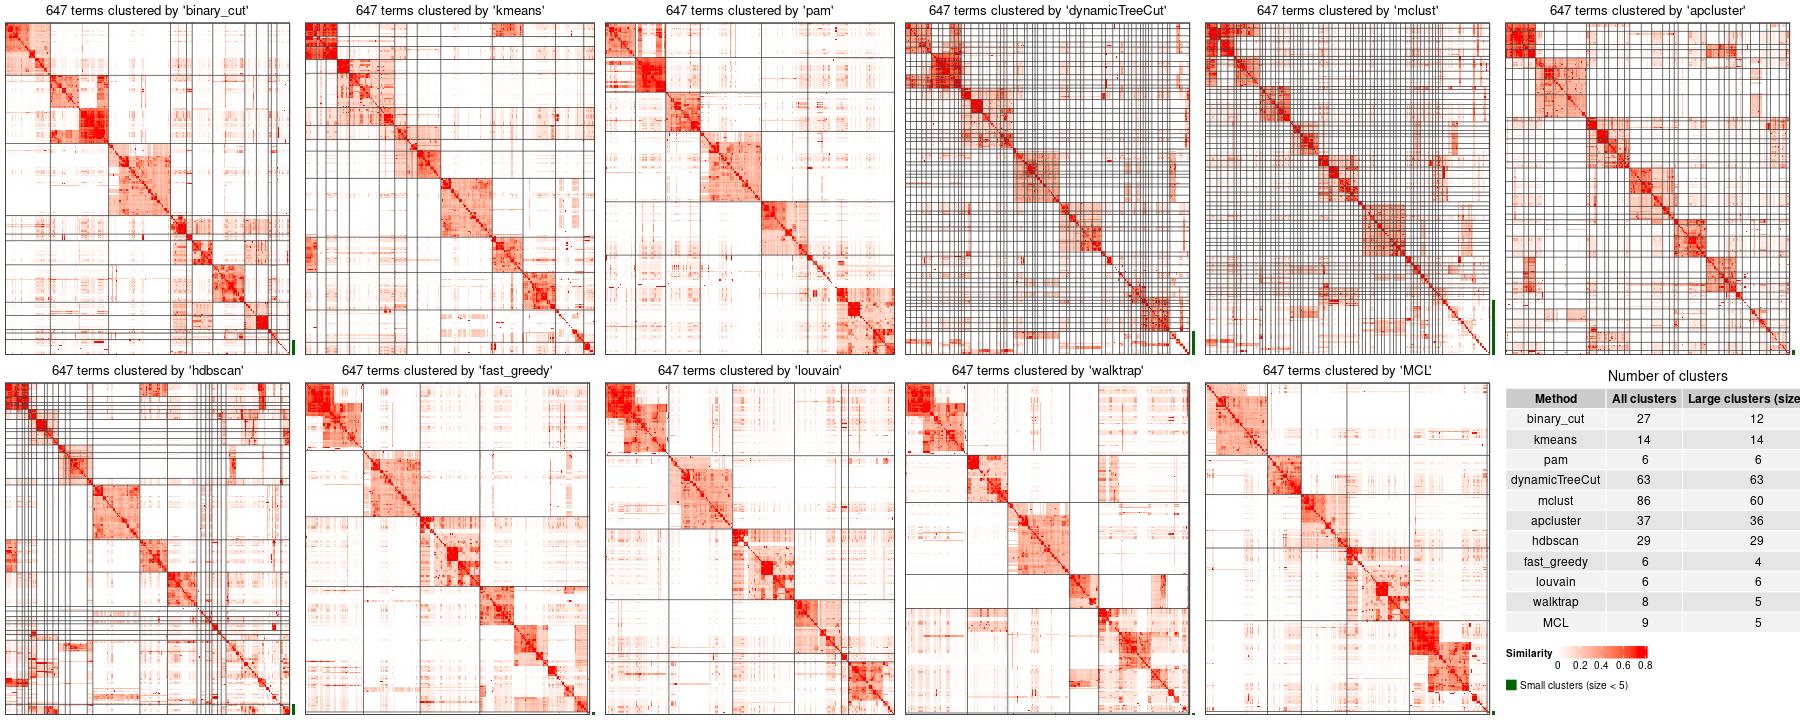 647 terms clustered by 'binary_cut'
647 terms clustered by 'kmeans'
647 terms clustered by 'pam'
647 terms clustered by 'dynamicTreeCut'
647 terms clustered by 'mclust'
647 terms clustered by 'apcluster'
647 terms clustered by 'hdbscan'
647 terms clustered by 'fast_greedy'
647 terms clustered by 'louvain'
647 terms clustered by 'walktrap'
647 terms clustered by 'MCL'
Number of clusters
Method All clusters Large clusters (size
binary_cut 27 12
kmeans 14 14
pam 6 6
dynamicTreeCut 63 63
mclust 86 60
apcluster 37 36
hdbscan 29 29
fast_greedy 6 4
louvain 6 6
walktrap 8 5
MCL 9 5
Similarity
0 0.2 0.4 0.6 0.8
Small clusters (size < 5)